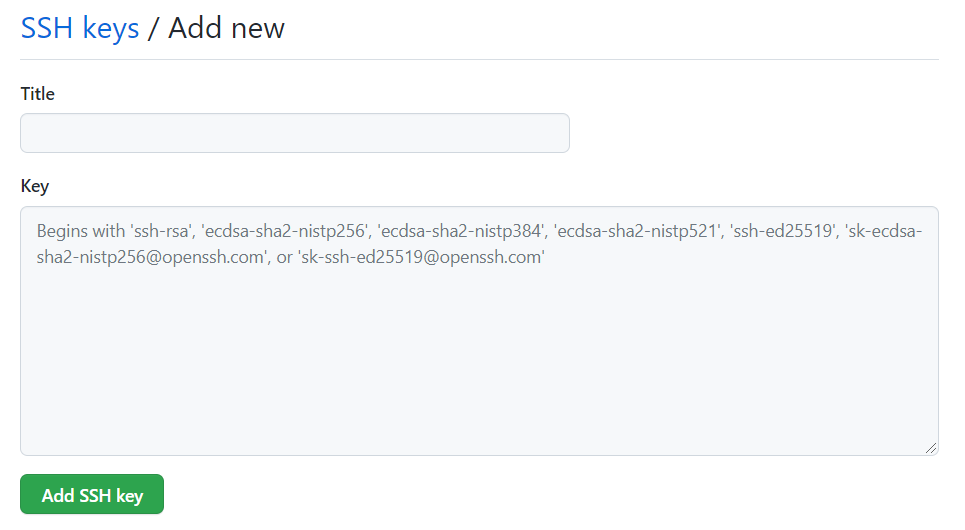 SSH keys / Add new
Title
Key
Begins with 'ssh-rsa', 'ecdsa-sha2-nistp256', 'ecdsa-sha2-nistp384', 'ecdsa-sha2-nistp521', 'ssh-ed25519', 'sk-ecdsa-
sha2-nistp256@openssh.com', or 'sk-ssh-ed25519@openssh.com'
Add SSH key